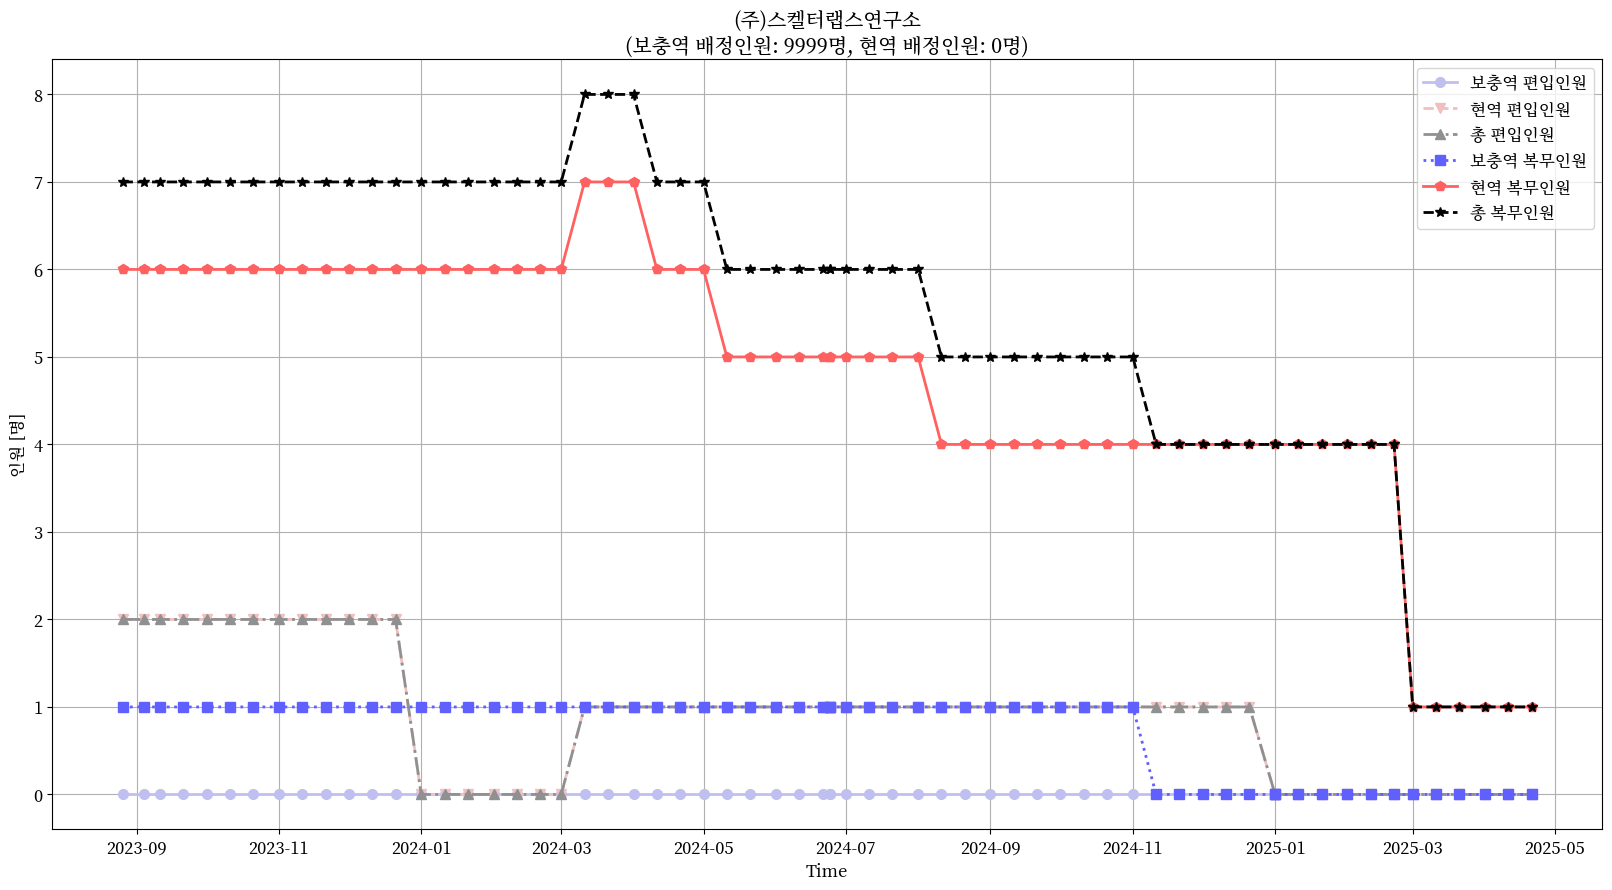 (주)스켈터랩스연구소
(보충역 배정인원: 9999명, 현역 배정인원: 0명)
보충역 편입인원
현역 편입인원
총 편입인원
보충역 복무인원
현역 복무인원
총 복무인원
인원 [명]
8
7
6
5
4
3
2
1
0
2023-09
2023-11
2024-01
2024-03
2024-05
2024-07
2024-09
2024-11
2025-01
2025-03
2025-05
Time